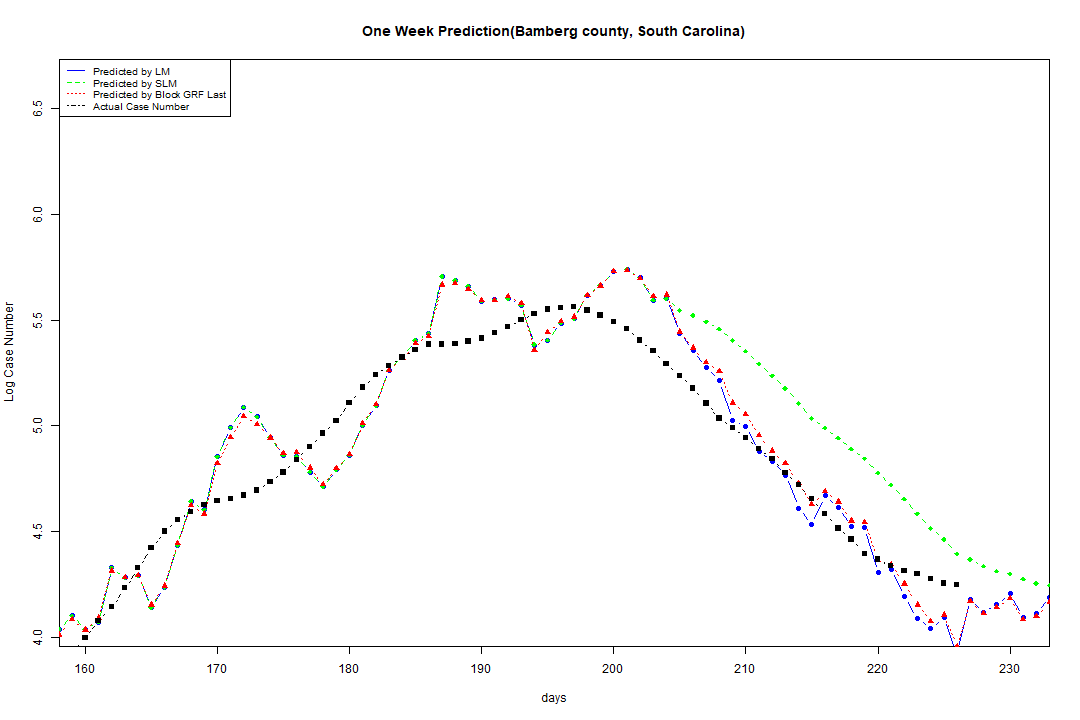 One Week Prediction(Bamberg county, South Carolina)
Predicted by LM
Predicted by SLM
Predicted by Block GRF Last
Actual Case Number
6.5
6.0
5.5
5.0
4.5
4.0
Log Case Number
160 170 180 190 200 210 220 230
days